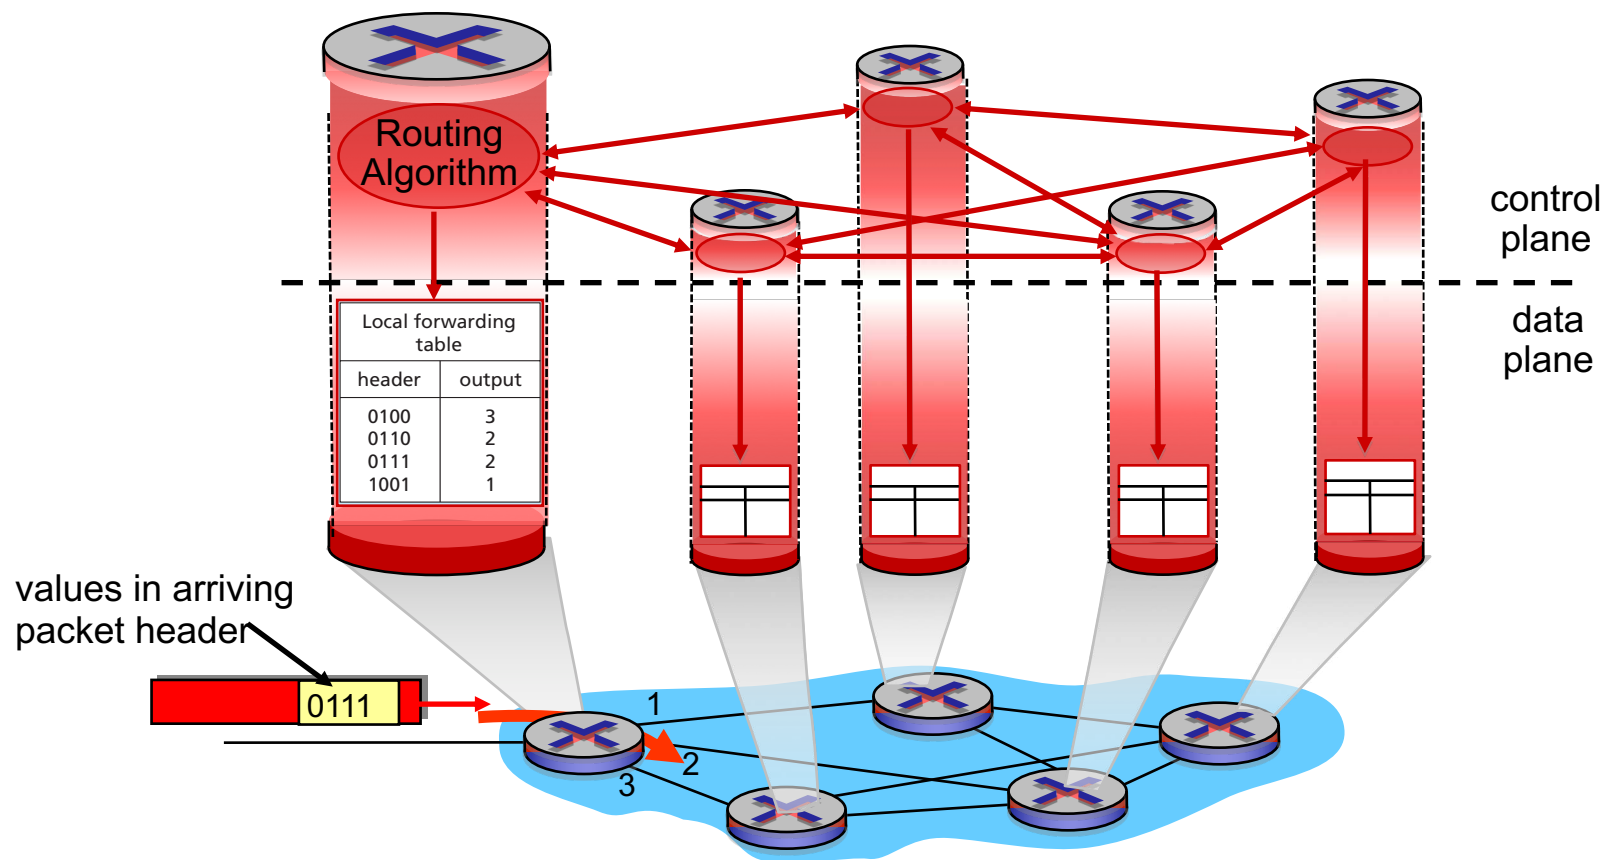 Routing
Algorithm
control
plane
data
plane
Local forwarding
table
header output
0100 3
0110 2
0111 2
1001 1
values in arriving
packet header
0111
1
2
3